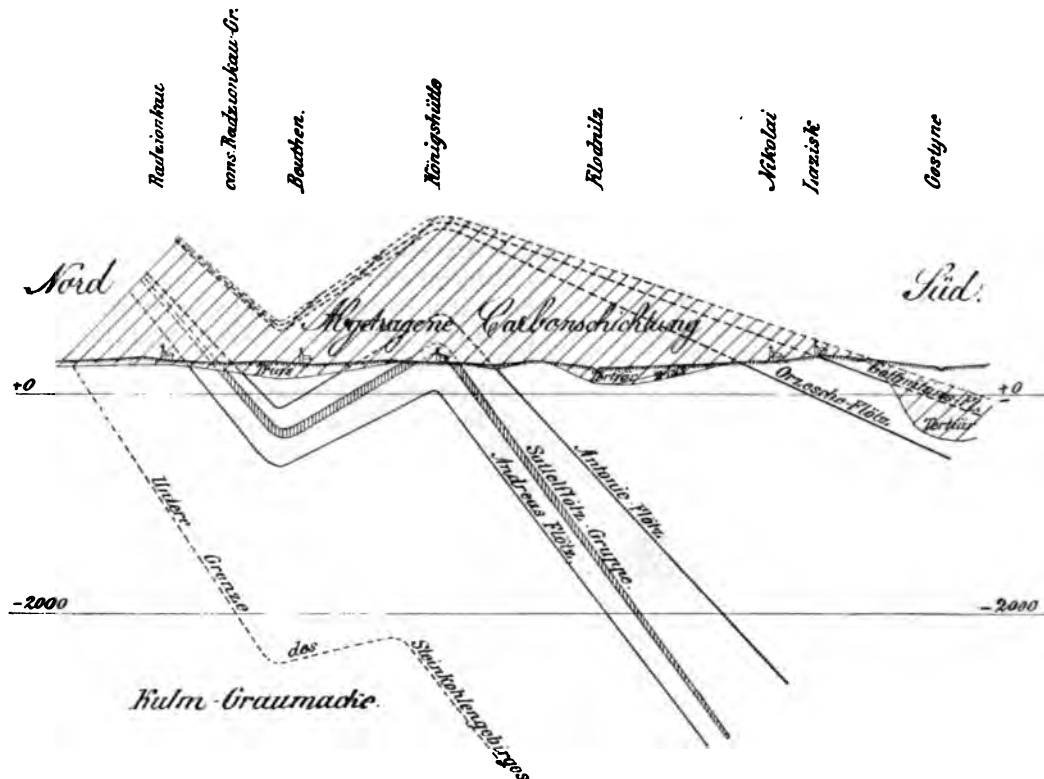 Radzionkau
cons. Radzionkau-Gr.
Beuthen.
Königshütte
Klodnitz.
Nikolai
Lazisk
Gostyne
Nord
Süd.
Abgetragene Carbonschichtung
Trias
Tertiär
+0
+0
Orzesche-Flötz.
Tertiär
Antonie-Flötz.
Sattelflötz-Gruppe.
Andreas Flötz.
Untere Grenze des Steinkohlengebirges
-2000
-2000
Kulm-Grauwacke.